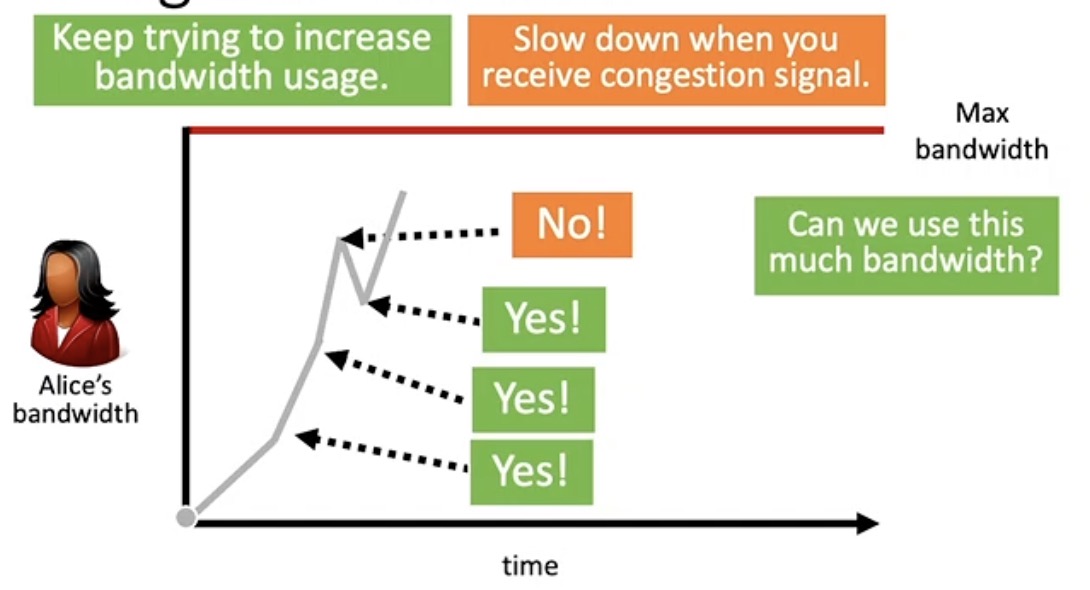 Keep trying to increase
bandwidth usage.
Slow down when you
receive congestion signal.
Max
bandwidth
No!
Can we use this
much bandwidth?
Yes!
Alice's
bandwidth
Yes!
Yes!
time